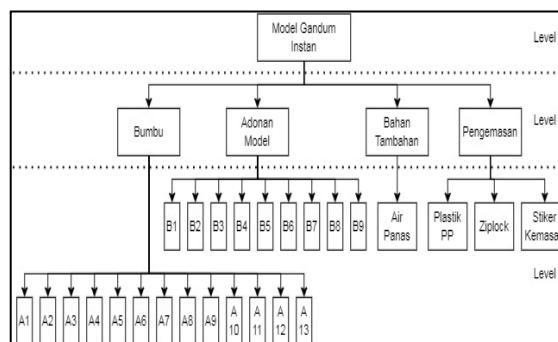 Model Gandum
Instan
Level
Bumbu
Adonan
Model
Bahan
Tambahan
Pengemasan
Level
B1
B2
B3
B4
B5
B6
B7
B8
B9
Air
Panas
Plastik
PP
Ziplock
Stiker
Kemasa
Level
A1
A2
A3
A4
A5
A6
A7
A8
A9
A
10
A
11
A
12
A
13